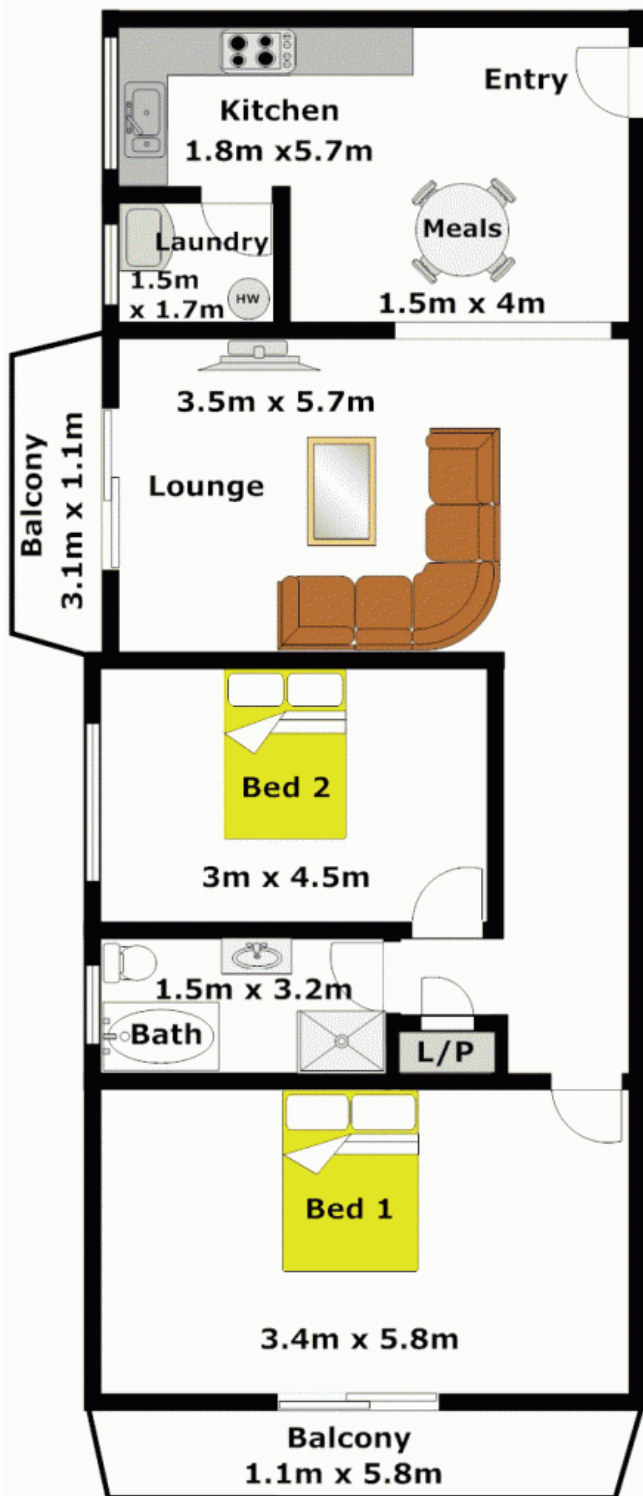 Entry
Kitchen
1.8m x5.7m
Meals
1.5m x 4m
Laundry
1.5m
x 1.7m
HW
3.5m x 5.7m
Lounge
Balcony
3.1m x 1.1m
Bed 2
3m x 4.5m
1.5m x 3.2m
Bath
L/P
Bed 1
3.4m x 5.8m
Balcony
1.1m x 5.8m